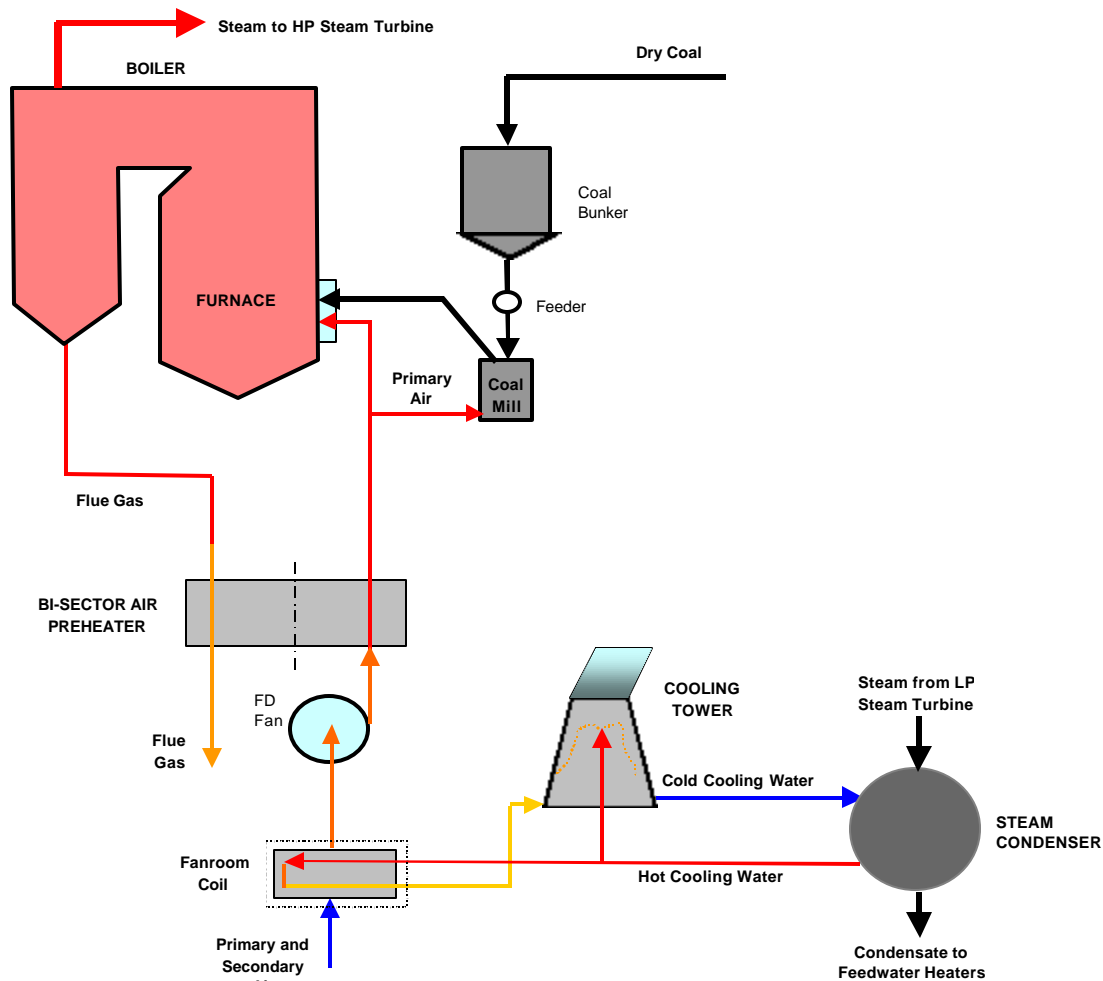 Steam to HP Steam Turbine
Dry Coal
BOILER
Coal
Bunker
FURNACE
Feeder
Primary
Air
Coal
Mill
Flue Gas
BI-SECTOR AIR
PREHEATER
FD
Fan
COOLING
TOWER
Steam from LP
Steam Turbine
Flue
Gas
Cold Cooling Water
STEAM
CONDENSER
Fanroom
Coil
Hot Cooling Water
Primary and
Secondary
Condensate to
Feedwater Heaters